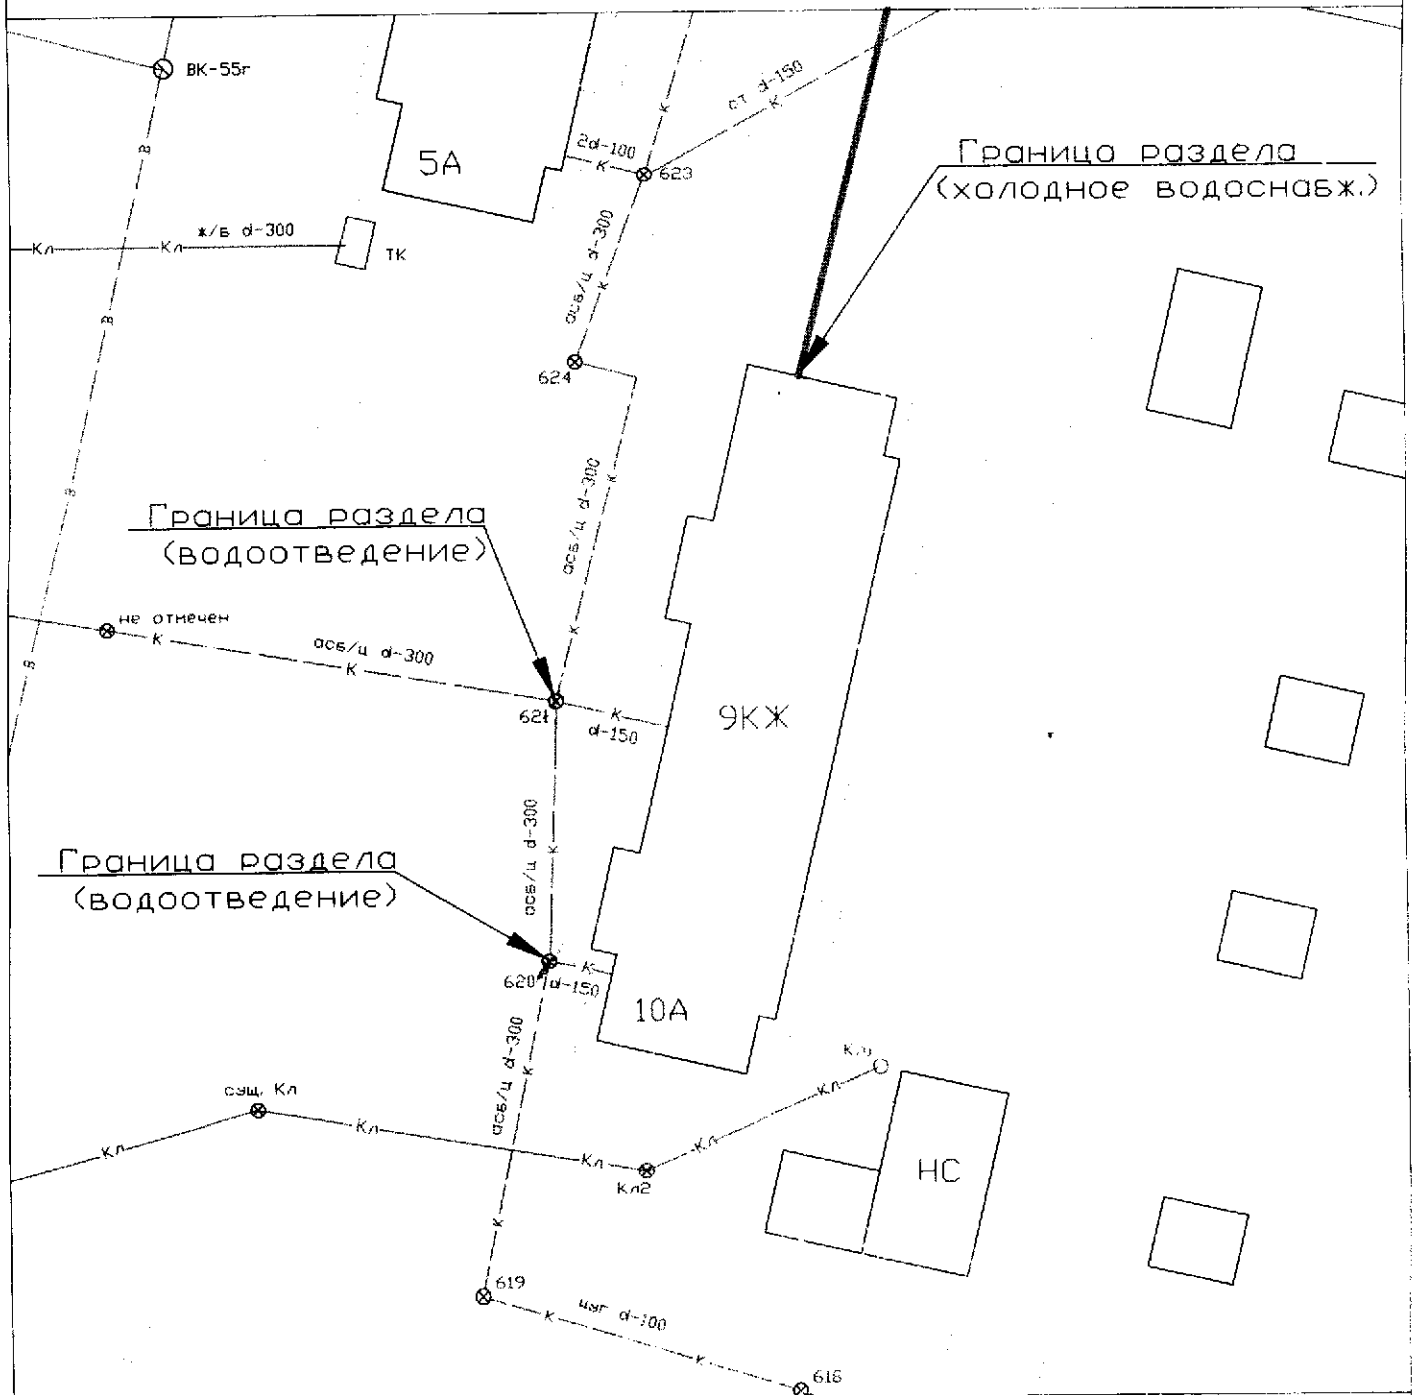 ВК-55г
В
5А
2d-100
К
К
623
ст d-150
К
Граница раздела
(холодное водоснабж.)
Кл
Кл
ж/б d-300
ТК
асб/ц d-300
К
В
624
асб/ц d-300
К
В
Граница раздела
(водоотведение)
не отмечен
К
К
асб/ц d-300
К
В
621
К
d-150
9КЖ
асб/ц d-300
К
Граница раздела
(водоотведение)
620
К
d-150
10А
асб/ц d-300
К
сущ. Кл
Кл
Кл
Кл
Кл2
Кл
Кл
НС
К
619
К
чуг d-100
К
618